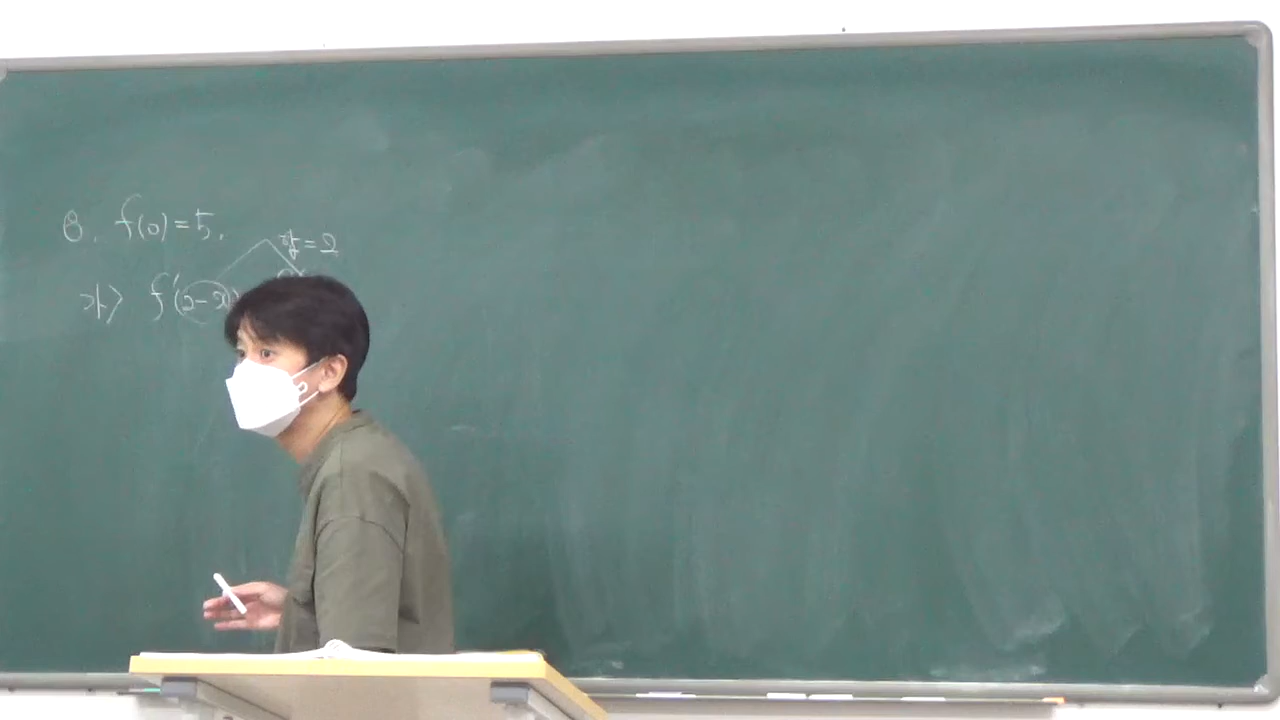 8. f(0)=5,
합=2
가> f'(2-x)